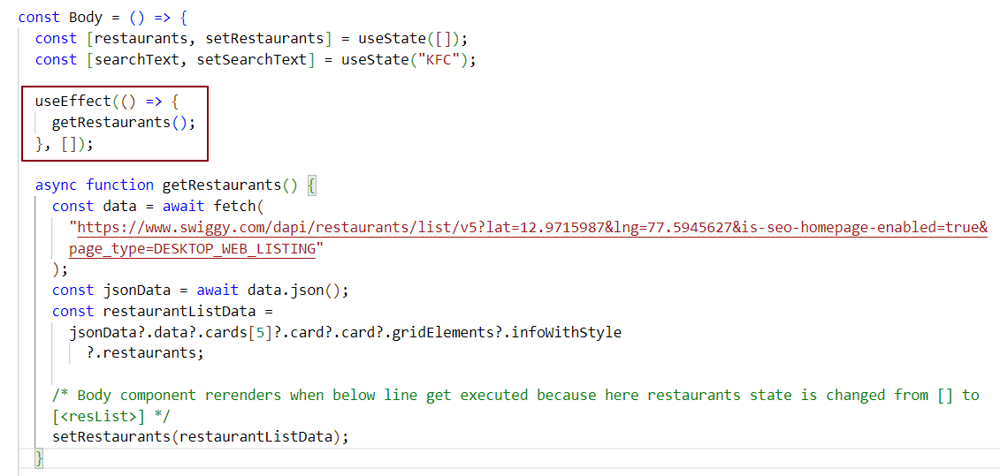 const Body = () => {
const [restaurants, setRestaurants] = useState([]);
const [searchText, setSearchText] = useState("KFC");
useEffect(() => {
getRestaurants();
}, []);
async function getRestaurants() {
const data = await fetch(
"https://www.swiggy.com/dapi/restaurants/list/v5?lat=12.9715987&lng=77.5945627&is-seo-homepage-enabled=true&
page_type=DESKTOP_WEB_LISTING"
);
const jsonData = await data.json();
const restaurantListData =
jsonData?.data?.cards[5]?.card?.card?.gridElements?.infoWithStyle
?.restaurants;
/* Body component rerenders when below line get executed because here restaurants state is changed from [] to
[<resList>] */
setRestaurants(restaurantListData);
}